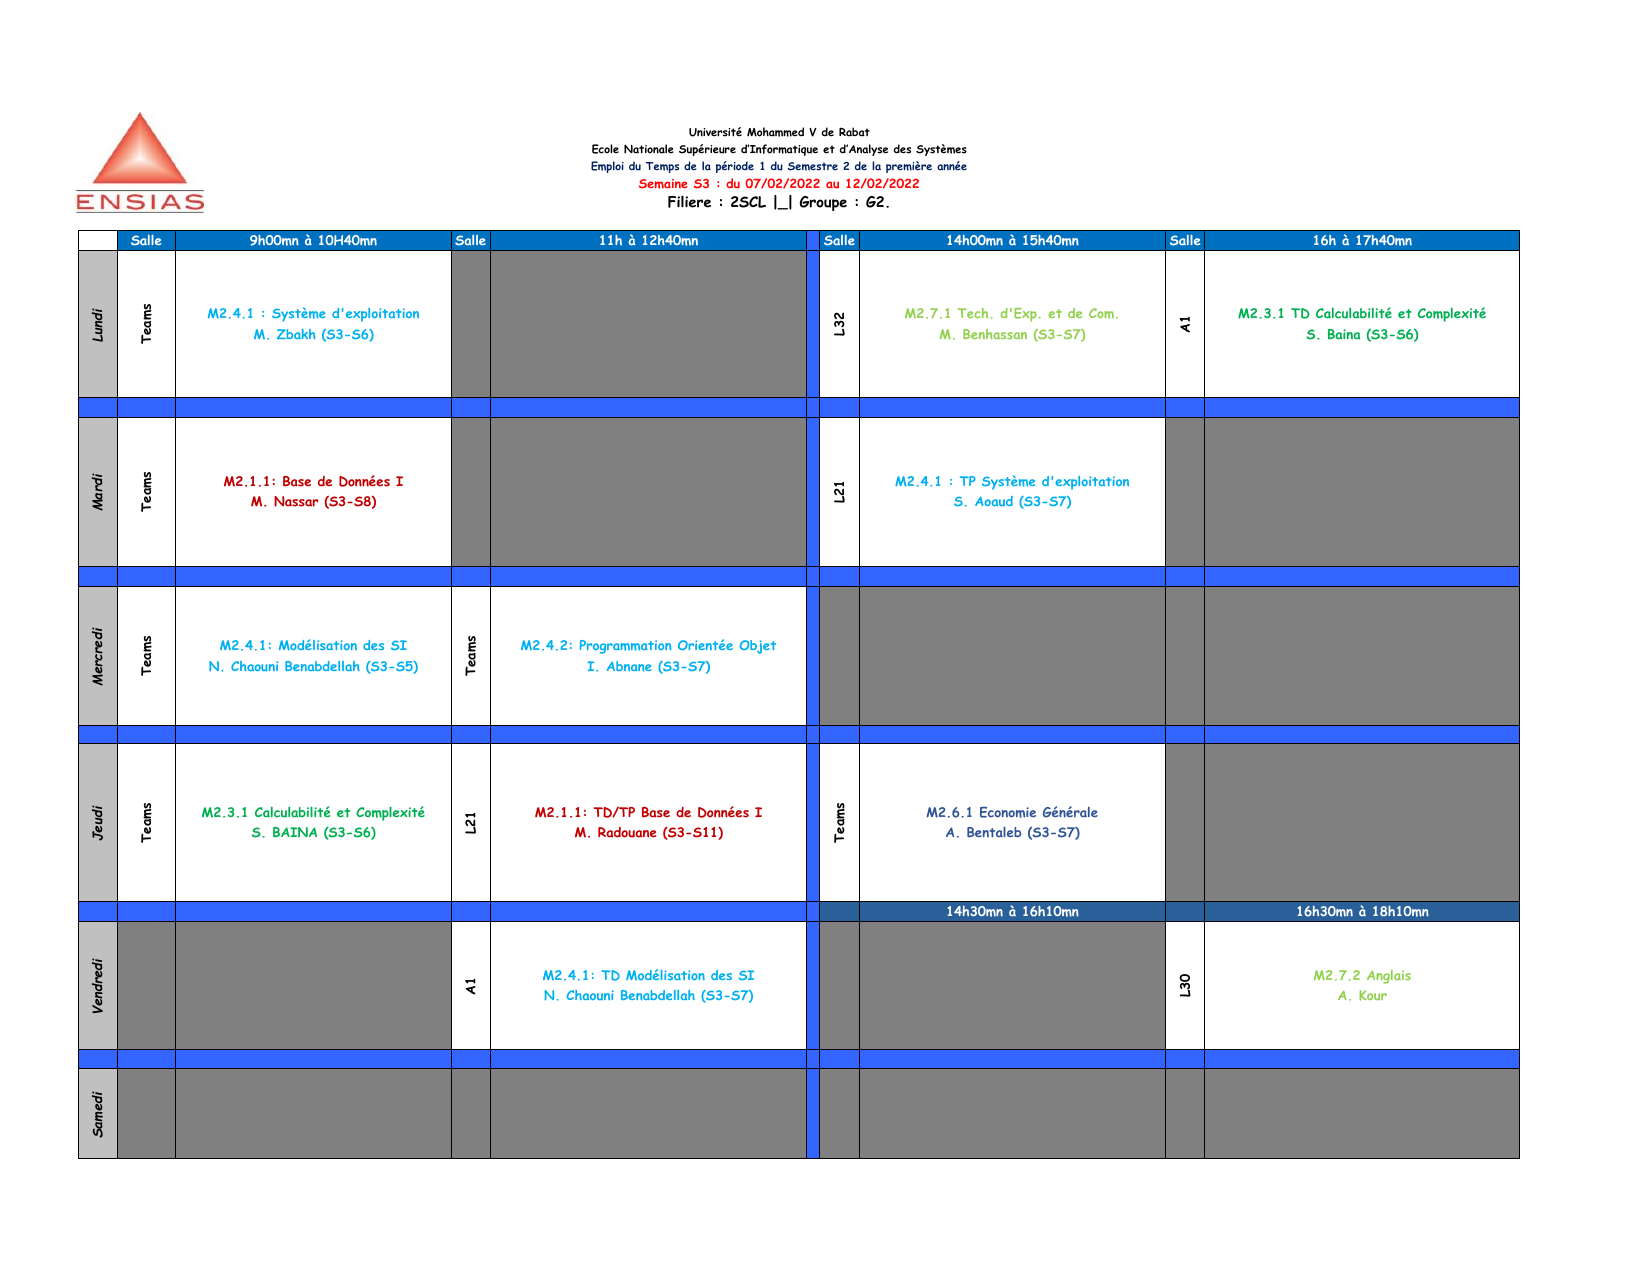 ENSIAS
Université Mohammed V de Rabat
Ecole Nationale Supérieure d’Informatique et d’Analyse des Systèmes
Emploi du Temps de la période 1 du Semestre 2 de la première année
Semaine S3 : du 07/02/2022 au 12/02/2022
Filiere : 2SCL |_| Groupe : G2.
Salle 9h00mn à 10H40mn Salle 11h à 12h40mn Salle 14h00mn à 15h40mn Salle 16h à 17h40mn
Lundi
Teams
M2.4.1 : Système d'exploitation
M. Zbakh (S3-S6)
L32
M2.7.1 Tech. d'Exp. et de Com.
M. Benhassan (S3-S7)
A1
M2.3.1 TD Calculabilité et Complexité
S. Baina (S3-S6)
Mardi
Teams
M2.1.1: Base de Données I
M. Nassar (S3-S8)
L21
M2.4.1 : TP Système d'exploitation
S. Aoaud (S3-S7)
Mercredi
Teams
M2.4.1: Modélisation des SI
N. Chaouni Benabdellah (S3-S5)
Teams
M2.4.2: Programmation Orientée Objet
I. Abnane (S3-S7)
Jeudi
Teams
M2.3.1 Calculabilité et Complexité
S. BAINA (S3-S6)
L21
M2.1.1: TD/TP Base de Données I
M. Radouane (S3-S11)
Teams
M2.6.1 Economie Générale
A. Bentaleb (S3-S7)
14h30mn à 16h10mn 16h30mn à 18h10mn
Vendredi
A1
M2.4.1: TD Modélisation des SI
N. Chaouni Benabdellah (S3-S7)
L30
M2.7.2 Anglais
A. Kour
Samedi